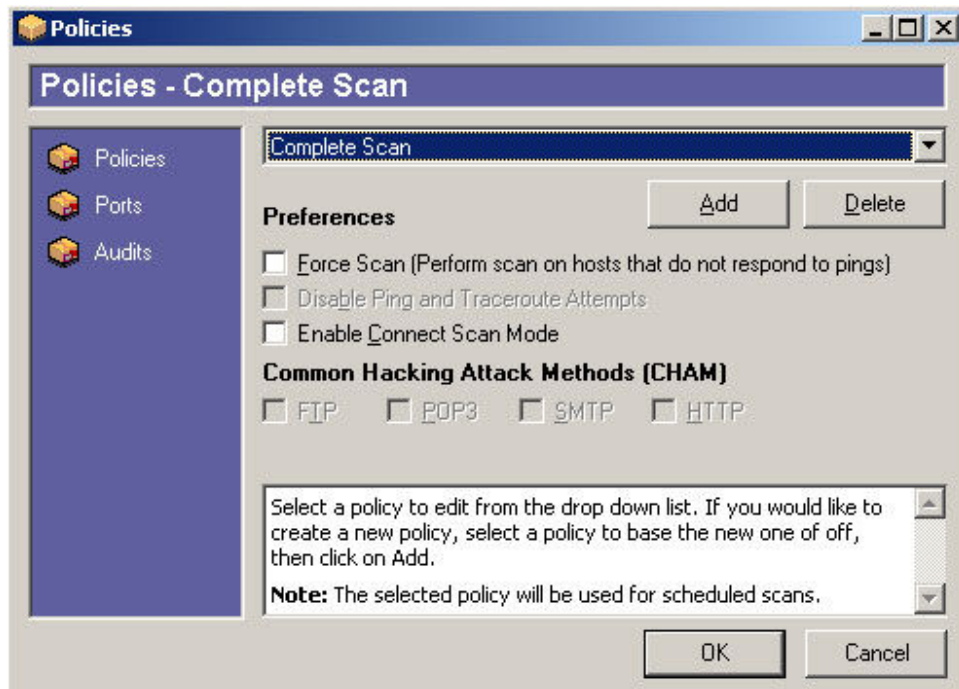 Policies
Policies - Complete Scan
Policies
Ports
Audits
Complete Scan
Add
Delete
Preferences
Force Scan (Perform scan on hosts that do not respond to pings)
Disable Ping and Traceroute Attempts
Enable Connect Scan Mode
Common Hacking Attack Methods (CHAM)
FTP POP3 SMTP HTTP
Select a policy to edit from the drop down list. If you would like to
create a new policy, select a policy to base the new one of off,
then click on Add.
Note: The selected policy will be used for scheduled scans.
OK
Cancel